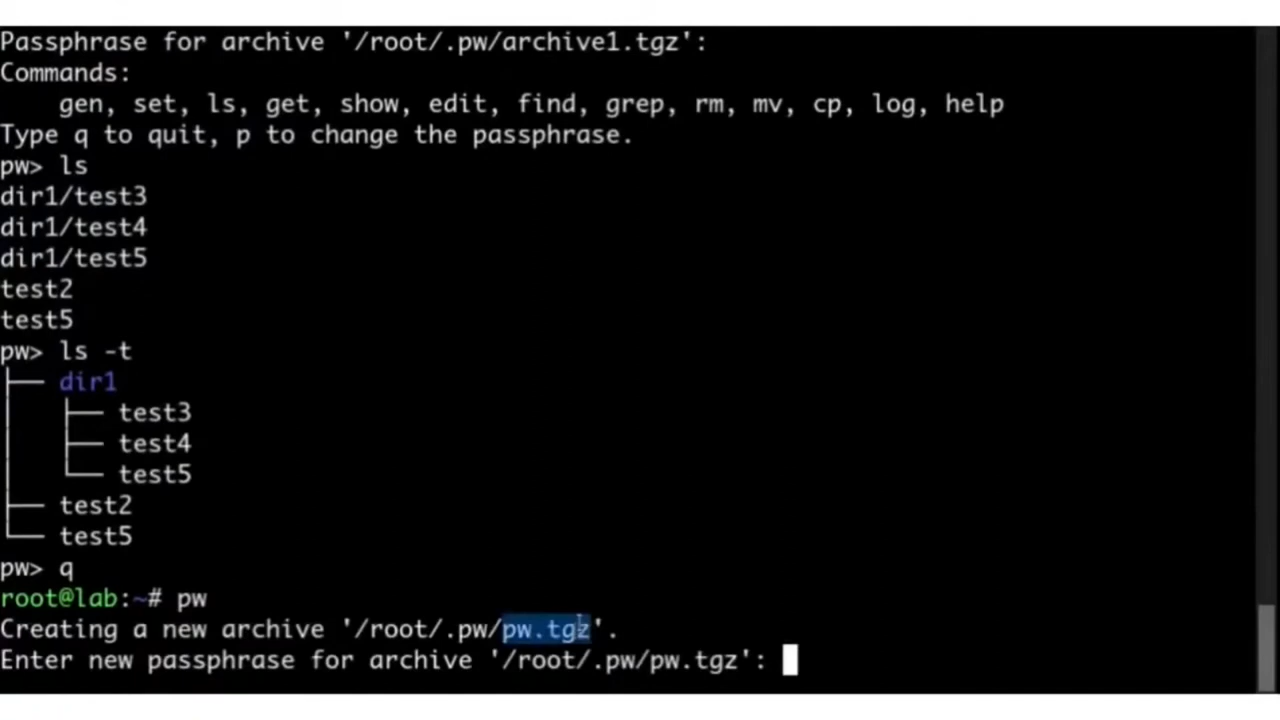 Passphrase for archive '/root/.pw/archive1.tgz':
Commands:
    gen, set, ls, get, show, edit, find, grep, rm, mv, cp, log, help
Type q to quit, p to change the passphrase.
pw> ls
dir1/test3
dir1/test4
dir1/test5
test2
test5
pw> ls -t
├── dir1
│   ├── test3
│   ├── test4
│   └── test5
├── test2
└── test5
pw> q
root@lab:~# pw
Creating a new archive '/root/.pw/pw.tgz'.
Enter new passphrase for archive '/root/.pw/pw.tgz':